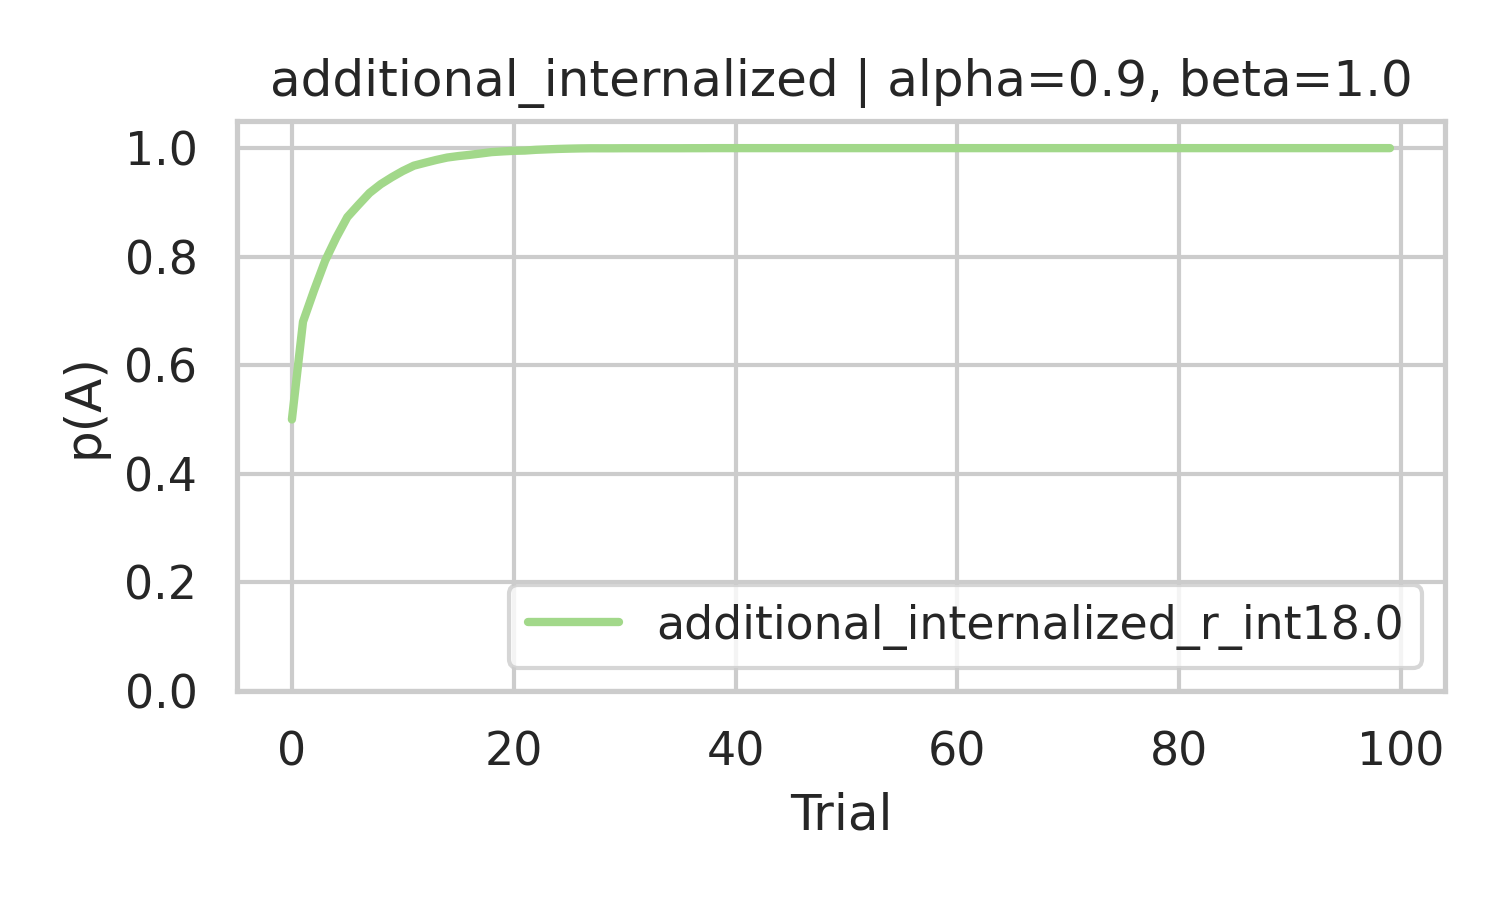 additional_internalized | alpha=0.9, beta=1.0
1.0
0.8
0.6
0.4
0.2
0.0
p(A)
additional_internalized_r_int18.0
0 20 40 60 80 100
Trial